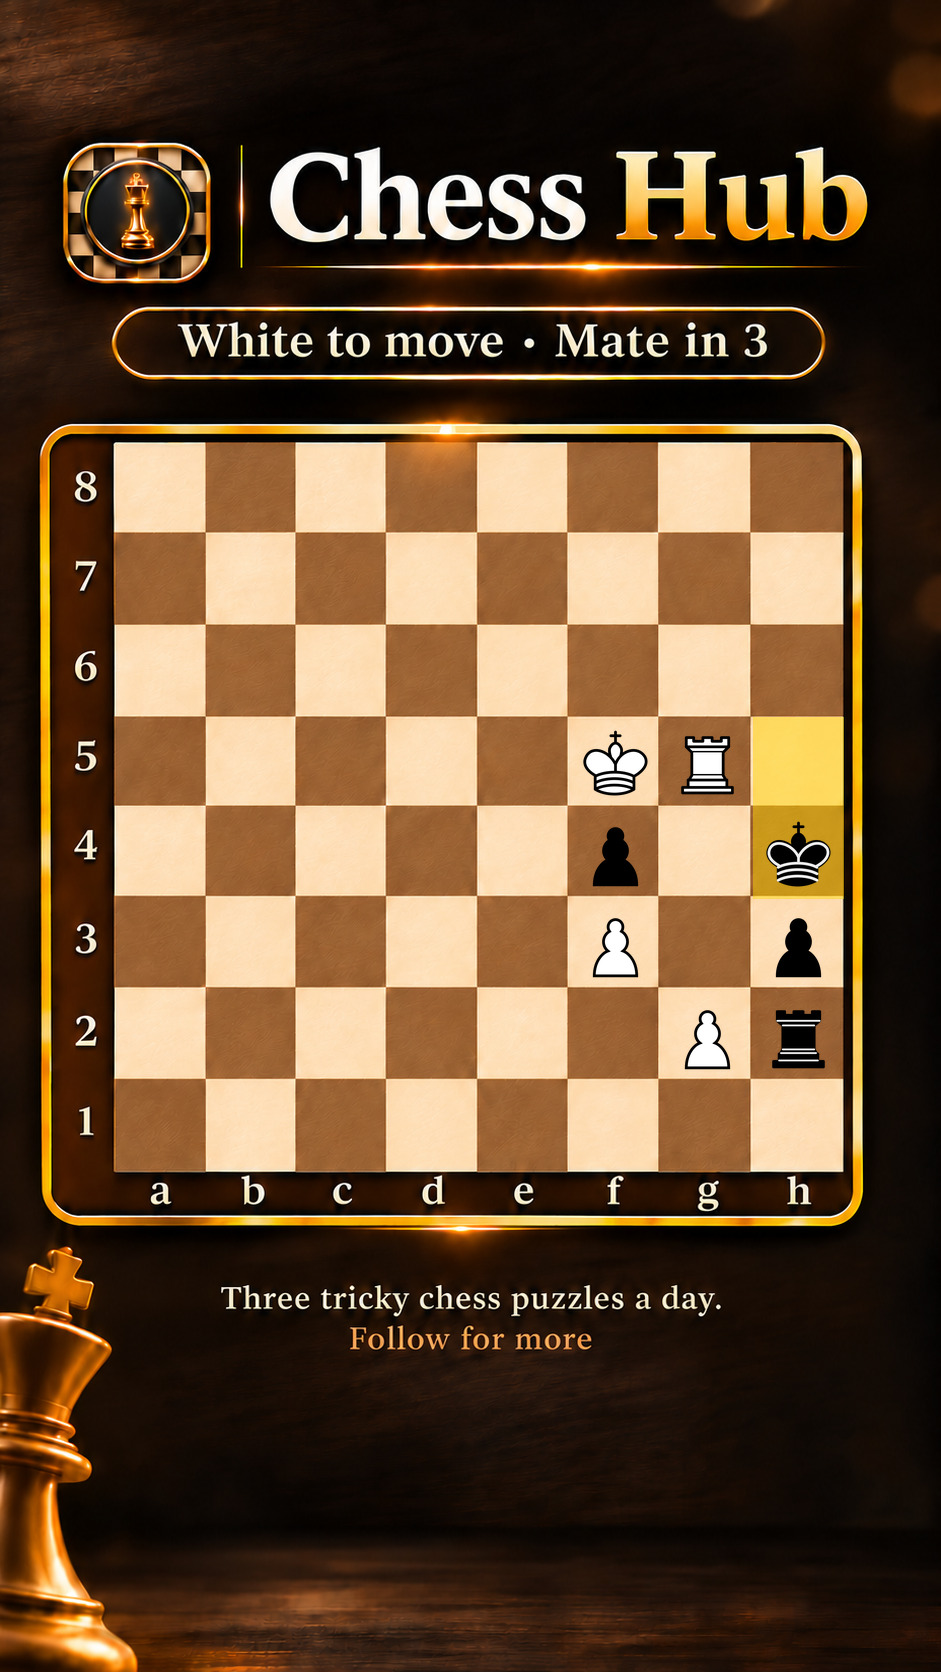 Chess Hub
White to move • Mate in 3
8
7
6
5
4
3
2
1
a b c d e f g h
Three tricky chess puzzles a day.
Follow for more